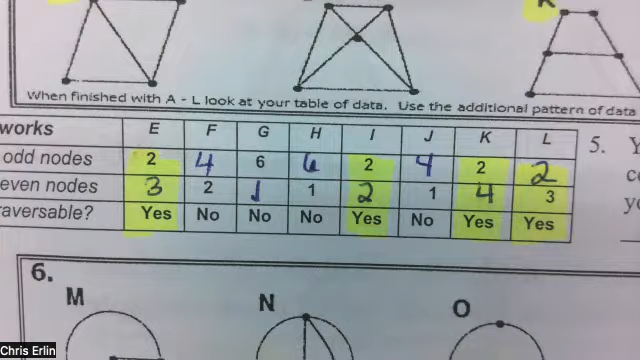 K
When finished with A - L look at your table of data. Use the additional pattern of data
works E F G H I J K L
odd nodes 2 4 6 6 2 4 2 2
even nodes 3 2 1 1 2 1 4 3
raversable? Yes No No No Yes No Yes Yes
5. Y
6.
M N O
Chris Erlin